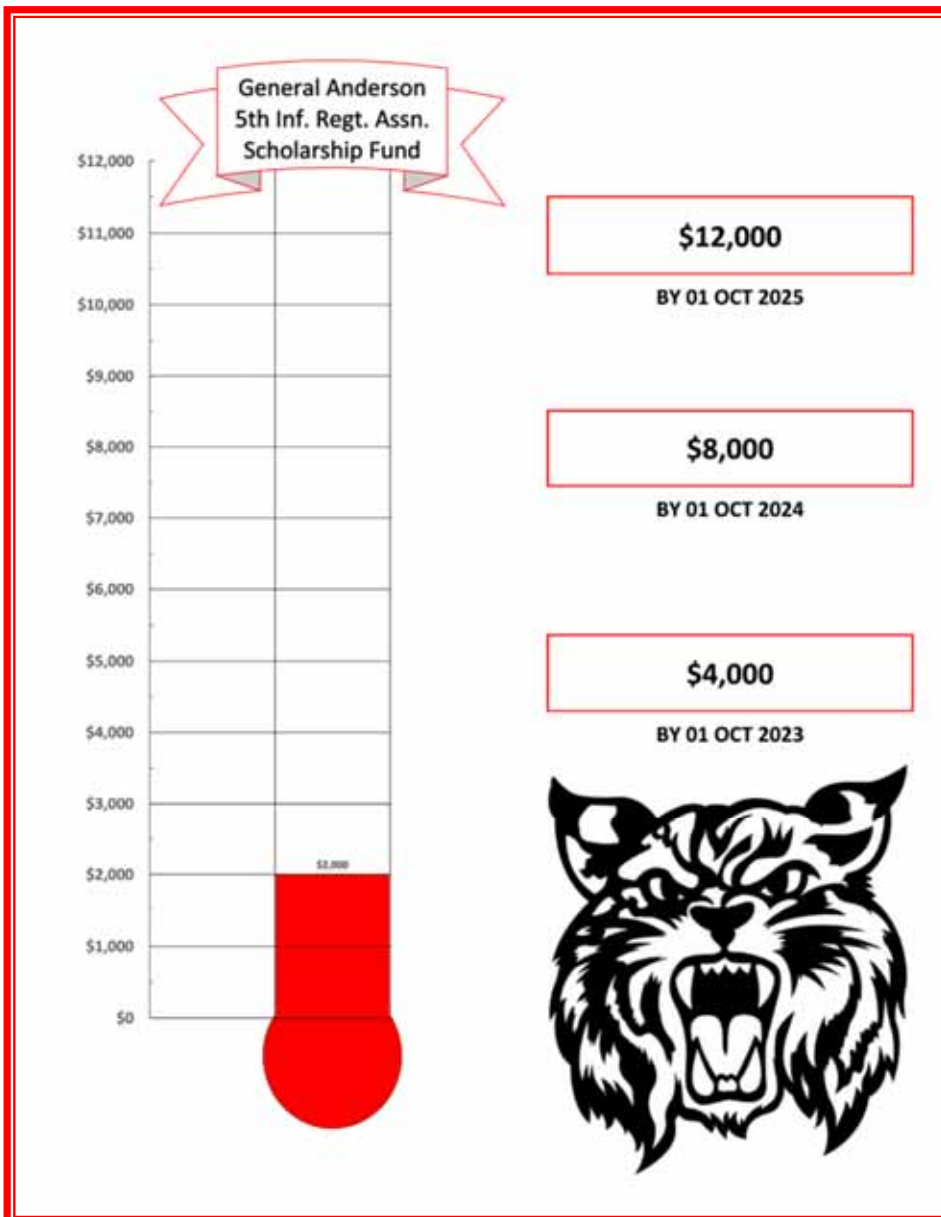 General Anderson
5th Inf. Regt. Assn.
Scholarship Fund
$12,000
$11,000
$10,000
$9,000
$8,000
$7,000
$6,000
$5,000
$4,000
$3,000
$2,000
$1,000
$0
$2,000
$12,000
BY 01 OCT 2025
$8,000
BY 01 OCT 2024
$4,000
BY 01 OCT 2023